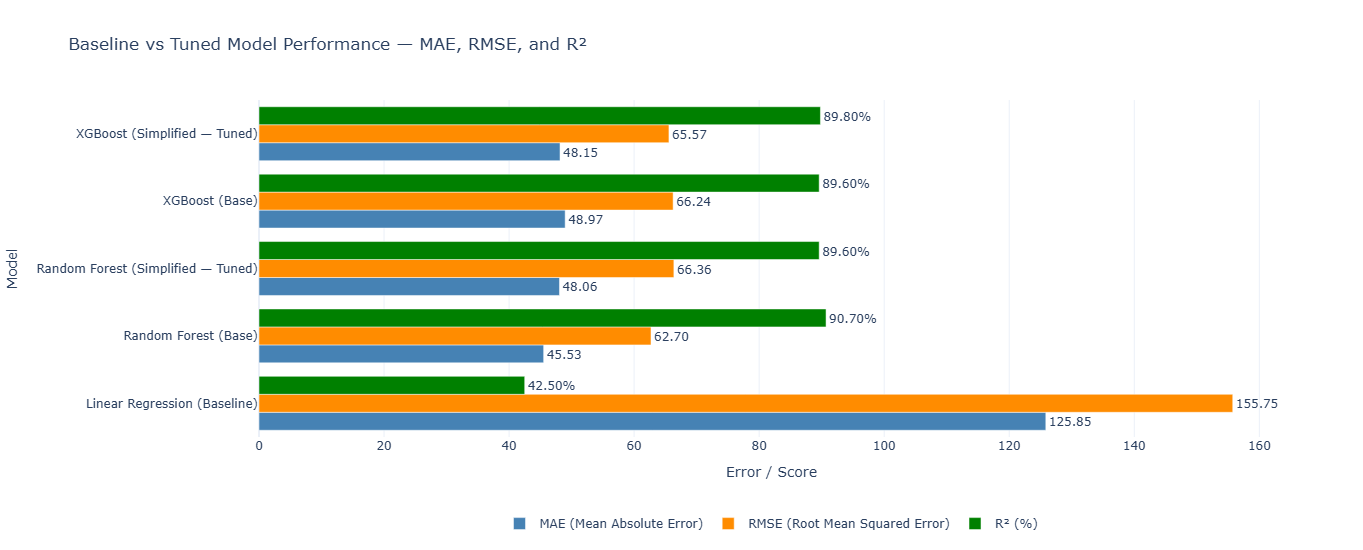 Baseline vs Tuned Model Performance — MAE, RMSE, and R²
Model
XGBoost (Simplified — Tuned)
89.80%
65.57
48.15
XGBoost (Base)
89.60%
66.24
48.97
Random Forest (Simplified — Tuned)
89.60%
66.36
48.06
Random Forest (Base)
90.70%
62.70
45.53
Linear Regression (Baseline)
42.50%
155.75
125.85
0 20 40 60 80 100 120 140 160
Error / Score
MAE (Mean Absolute Error) RMSE (Root Mean Squared Error) R² (%)